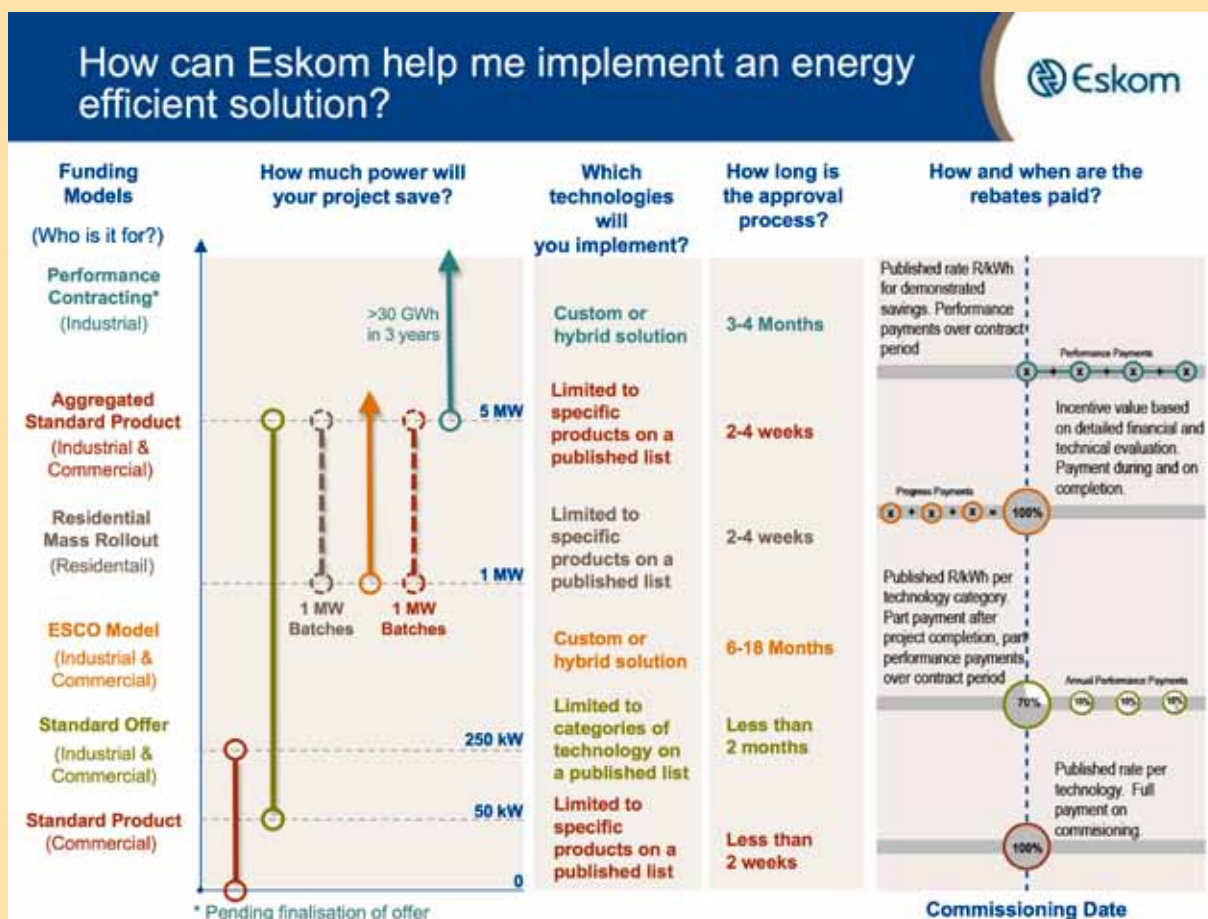 How can Eskom help me implement an energy
efficient solution?
Eskom
Funding
Models
(Who is it for?)
How much power will
your project save?
Which
technologies
will
you implement?
How long is
the approval
process?
How and when are the
rebates paid?
Performance
Contracting*
(Industrial)
>30 GWh
in 3 years
Custom or
hybrid solution
3-4 Months
Published rate R/kWh
for demonstrated
savings. Performance
payments over contract
period
Performance Payments
x + x + x + x
Aggregated
Standard Product
(Industrial &
Commercial)
5 MW
Limited to
specific
products on a
published list
2-4 weeks
Incentive value based
on detailed financial and
technical evaluation.
Payment during and on
completion.
Progress Payments
x + x + x = 100%
Residential
Mass Rollout
(Residentail)
1 MW
1 MW
Batches
1 MW
Batches
Limited to
specific
products on a
published list
2-4 weeks
Published R/kWh per
technology category.
Part payment after
project completion, part
performance payments
over contract period
ESCO Model
(Industrial &
Commercial)
Custom or
hybrid solution
6-18 Months
Annual Performance Payments
70% 10% 10% 10%
Standard Offer
(Industrial &
Commercial)
250 kW
Limited to
categories of
technology on
a published list
Less than
2 months
Published rate per
technology. Full
payment on
commisioning
100%
Standard Product
(Commercial)
50 kW
0
Limited to
specific
products on a
published list
Less than
2 weeks
* Pending finalisation of offer
Commissioning Date